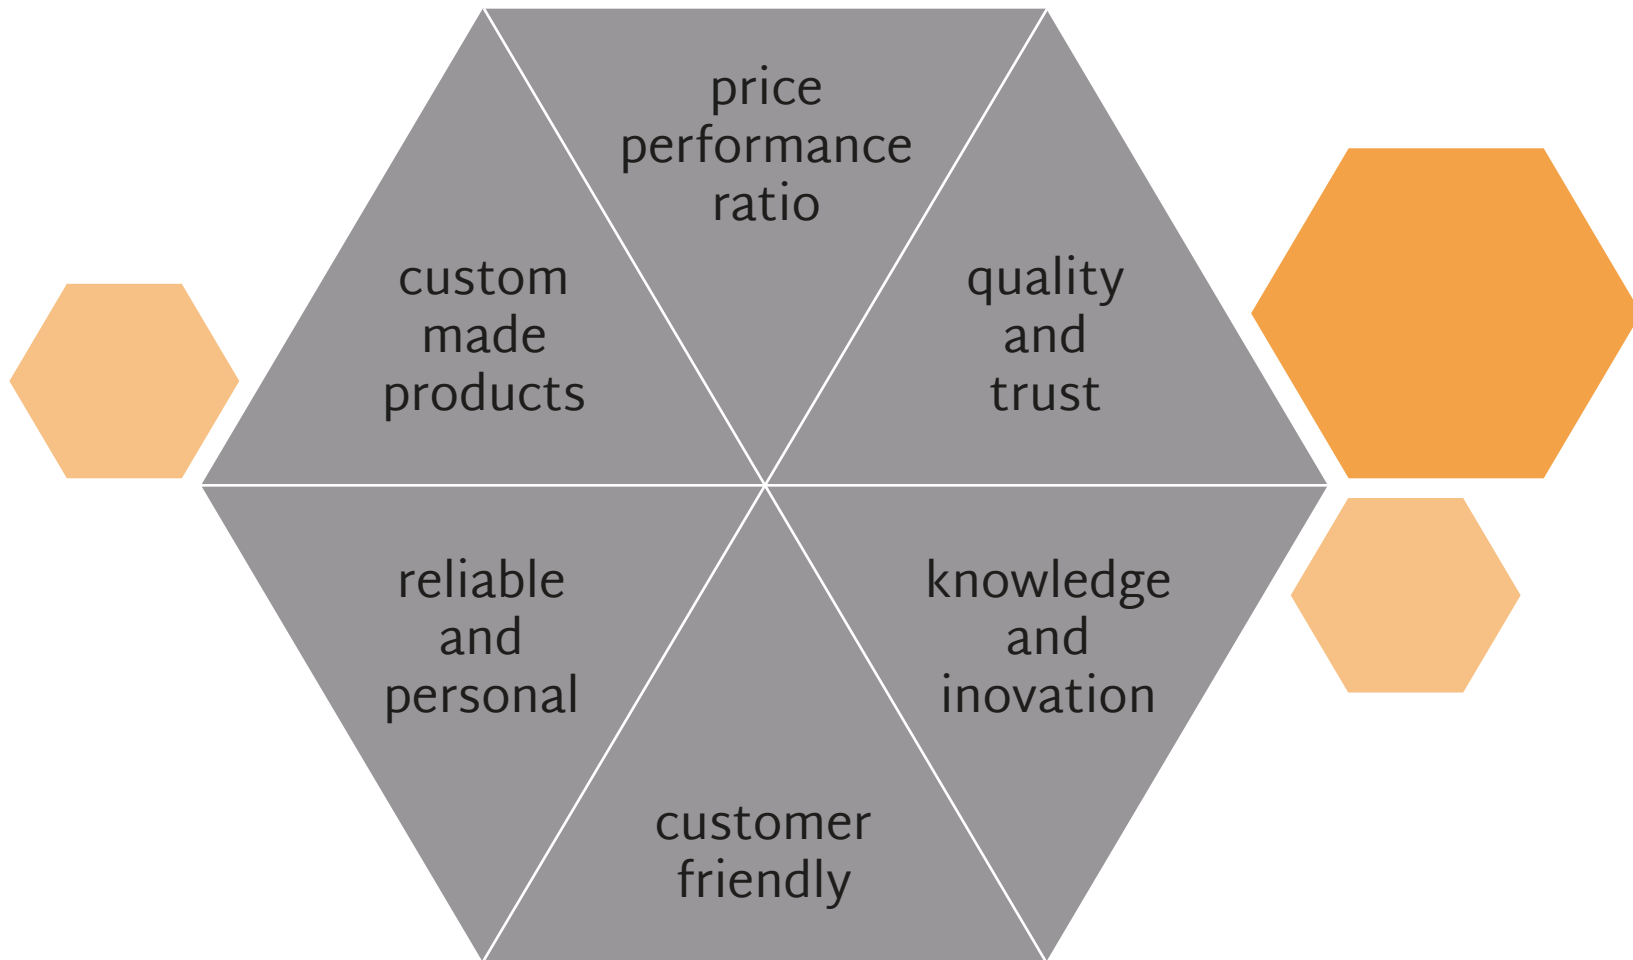 price
performance
ratio
custom
made
products
quality
and
trust
reliable
and
personal
knowledge
and
inovation
customer
friendly